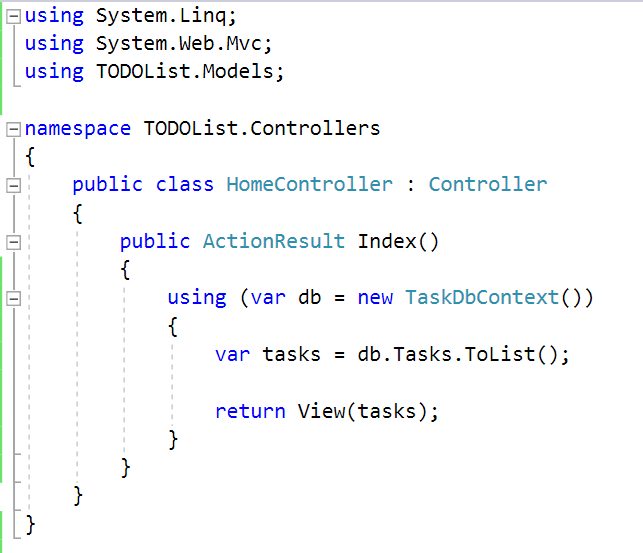 using System.Linq;
using System.Web.Mvc;
using TODOList.Models;
namespace TODOList.Controllers
{
public class HomeController : Controller
{
public ActionResult Index()
{
using (var db = new TaskDbContext())
{
var tasks = db.Tasks.ToList();
return View(tasks);
}
}
}
}